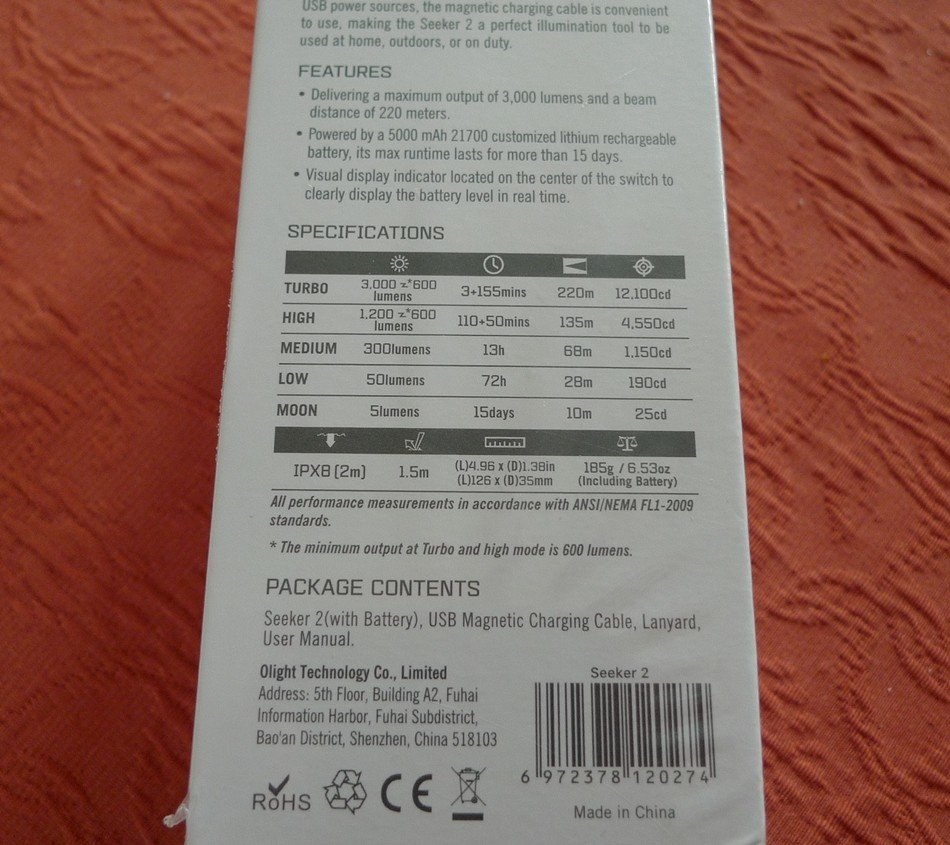 USB power sources, the magnetic charging cable is convenient
to use, making the Seeker 2 a perfect illumination tool to be
used at home, outdoors, or on duty.
FEATURES
• Delivering a maximum output of 3,000 lumens and a beam
distance of 220 meters.
• Powered by a 5000 mAh 21700 customized lithium rechargeable
battery, its max runtime lasts for more than 15 days.
• Visual display indicator located on the center of the switch to
clearly display the battery level in real time.
SPECIFICATIONS
TURBO 3,000 ~*600 lumens 3+155mins 220m 12,100cd
HIGH 1,200 ~*600 lumens 110+50mins 135m 4,550cd
MEDIUM 300lumens 13h 68m 1,150cd
LOW 50lumens 72h 28m 190cd
MOON 5lumens 15days 10m 25cd
IPX8 (2m) 1.5m (L)4.96 x (D)1.38in 185g / 6.53oz
(L)126 x (D)35mm (Including Battery)
All performance measurements in accordance with ANSI/NEMA FL1-2009
standards.
* The minimum output at Turbo and high mode is 600 lumens.
PACKAGE CONTENTS
Seeker 2(with Battery), USB Magnetic Charging Cable, Lanyard,
User Manual.
Olight Technology Co., Limited
Address: 5th Floor, Building A2, Fuhai
Information Harbor, Fuhai Subdistrict,
Bao'an District, Shenzhen, China 518103
Seeker 2
6 972378 120274
RoHS
CE
Made in China